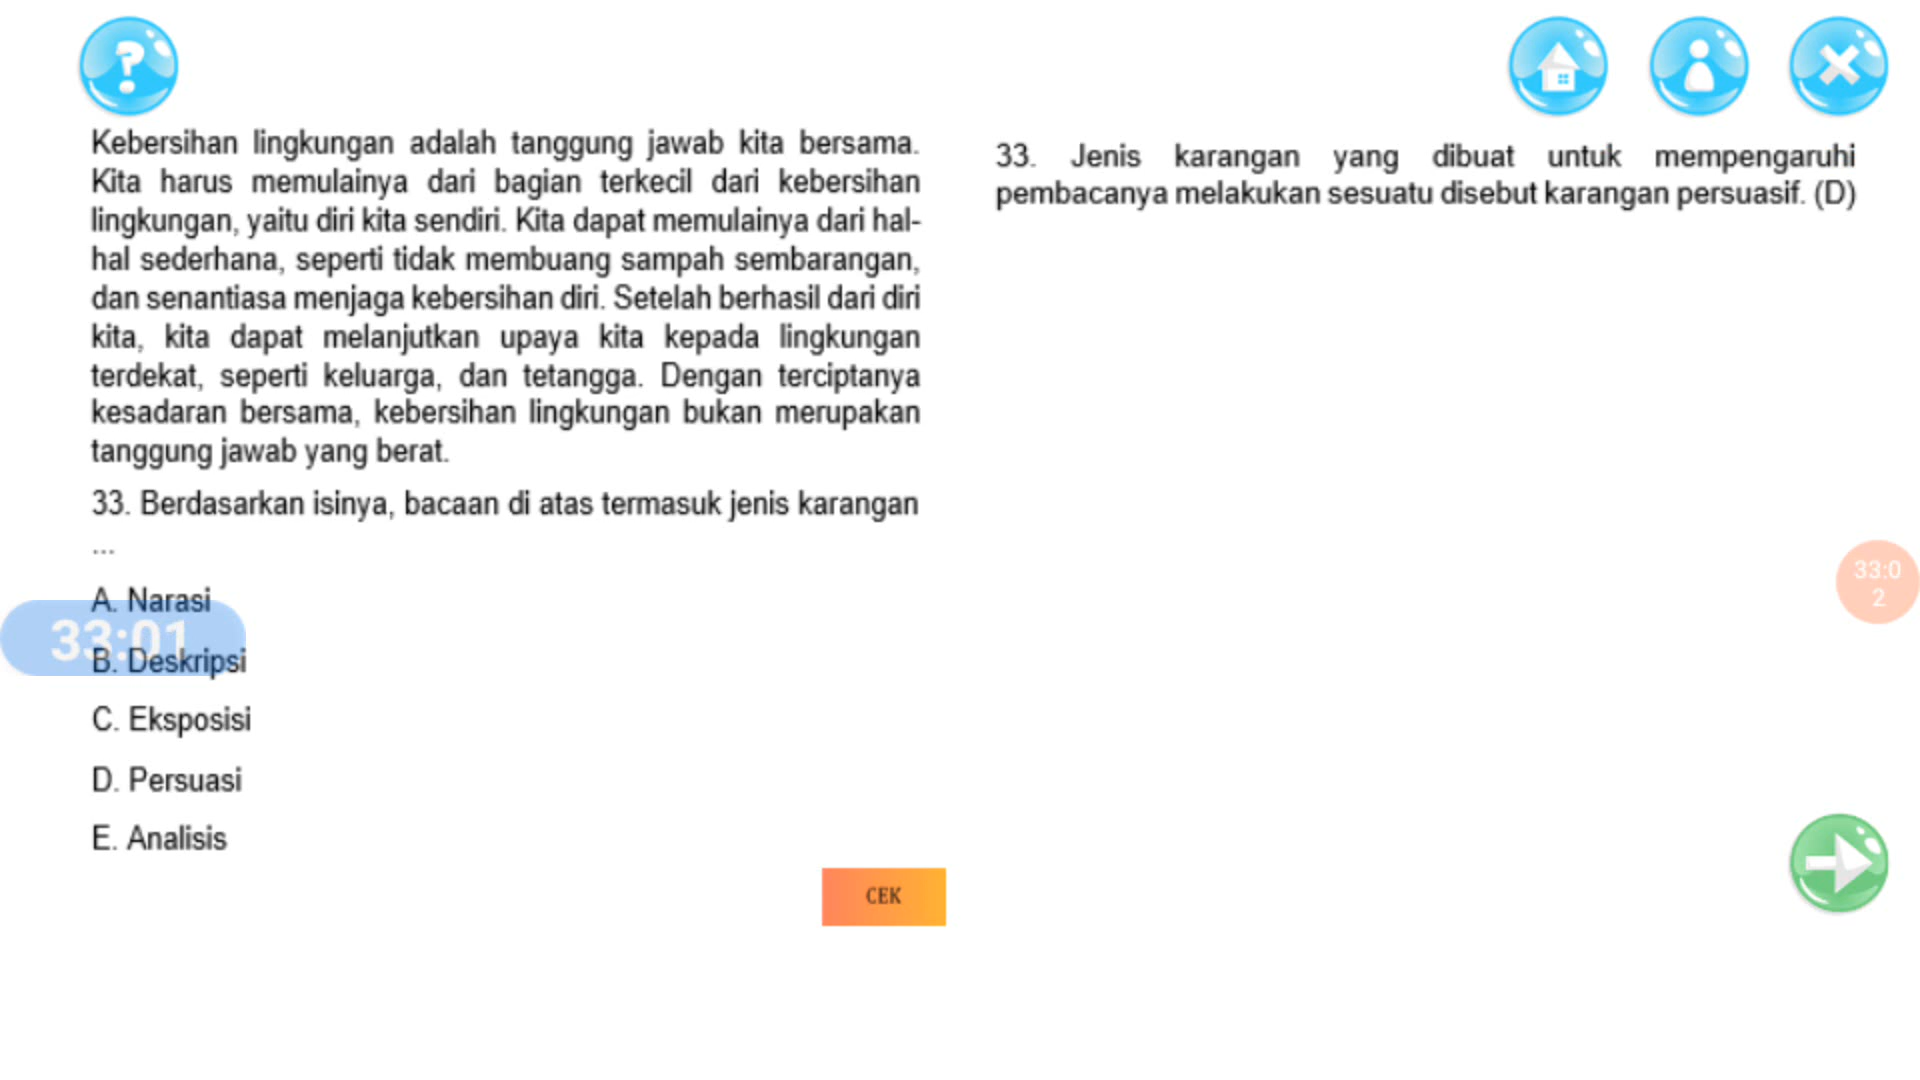 Kebersihan lingkungan adalah tanggung jawab kita bersama.
Kita harus memulainya dari bagian terkecil dari kebersihan
lingkungan, yaitu diri kita sendiri. Kita dapat memulainya dari hal-
hal sederhana, seperti tidak membuang sampah sembarangan,
dan senantiasa menjaga kebersihan diri. Setelah berhasil dari diri
kita, kita dapat melanjutkan upaya kita kepada lingkungan
terdekat, seperti keluarga, dan tetangga. Dengan terciptanya
kesadaran bersama, kebersihan lingkungan bukan merupakan
tanggung jawab yang berat.
33. Berdasarkan isinya, bacaan di atas termasuk jenis karangan
...
A. Narasi
33:01
B. Deskripsi
C. Eksposisi
D. Persuasi
E. Analisis
CEK
33. Jenis karangan yang dibuat untuk mempengaruhi
pembacanya melakukan sesuatu disebut karangan persuasif. (D)
33:0
2